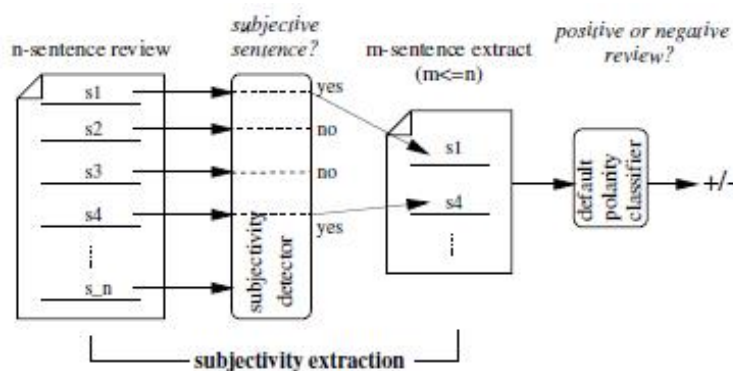 subjective
sentence?
positive or negative
review?
n-sentence review
m-sentence extract
(m<=n)
s1
s2
s3
s4
s_n
yes
no
no
yes
subjectivity
detector
s1
s4
default
polarity
classifier
+/-
subjectivity extraction